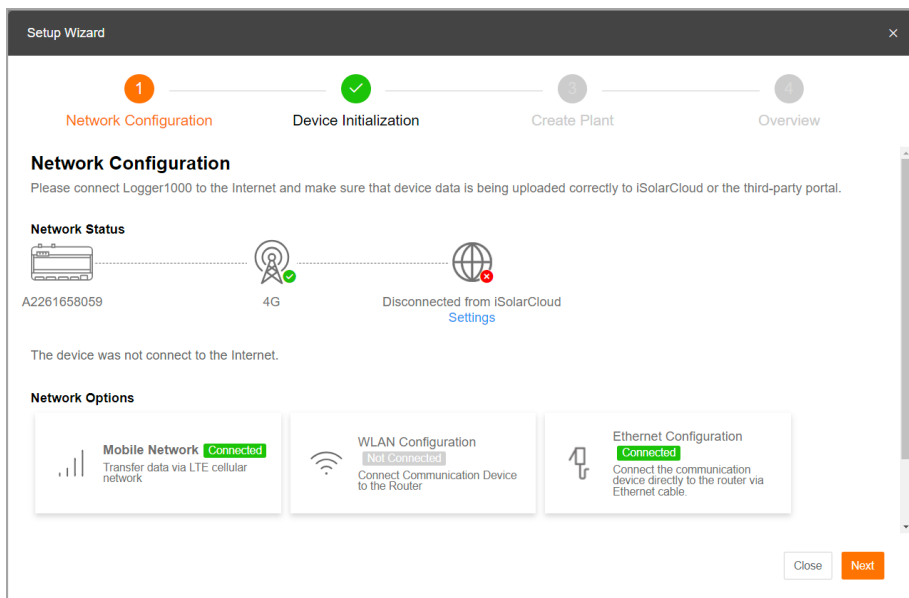 Setup Wizard
1
3
4
Network Configuration
Device Initialization
Create Plant
Overview
Network Configuration
Please connect Logger1000 to the Internet and make sure that device data is being uploaded correctly to iSolarCloud or the third-party portal.
Network Status
A2261658059
4G
Disconnected from iSolarCloud
Settings
The device was not connect to the Internet.
Network Options
Mobile Network Connected
Transfer data via LTE cellular
network
WLAN Configuration
Not Connected
Connect Communication Device
to the Router
Ethernet Configuration
Connected
Connect the communication
device directly to the router via
Ethernet cable.
Close
Next